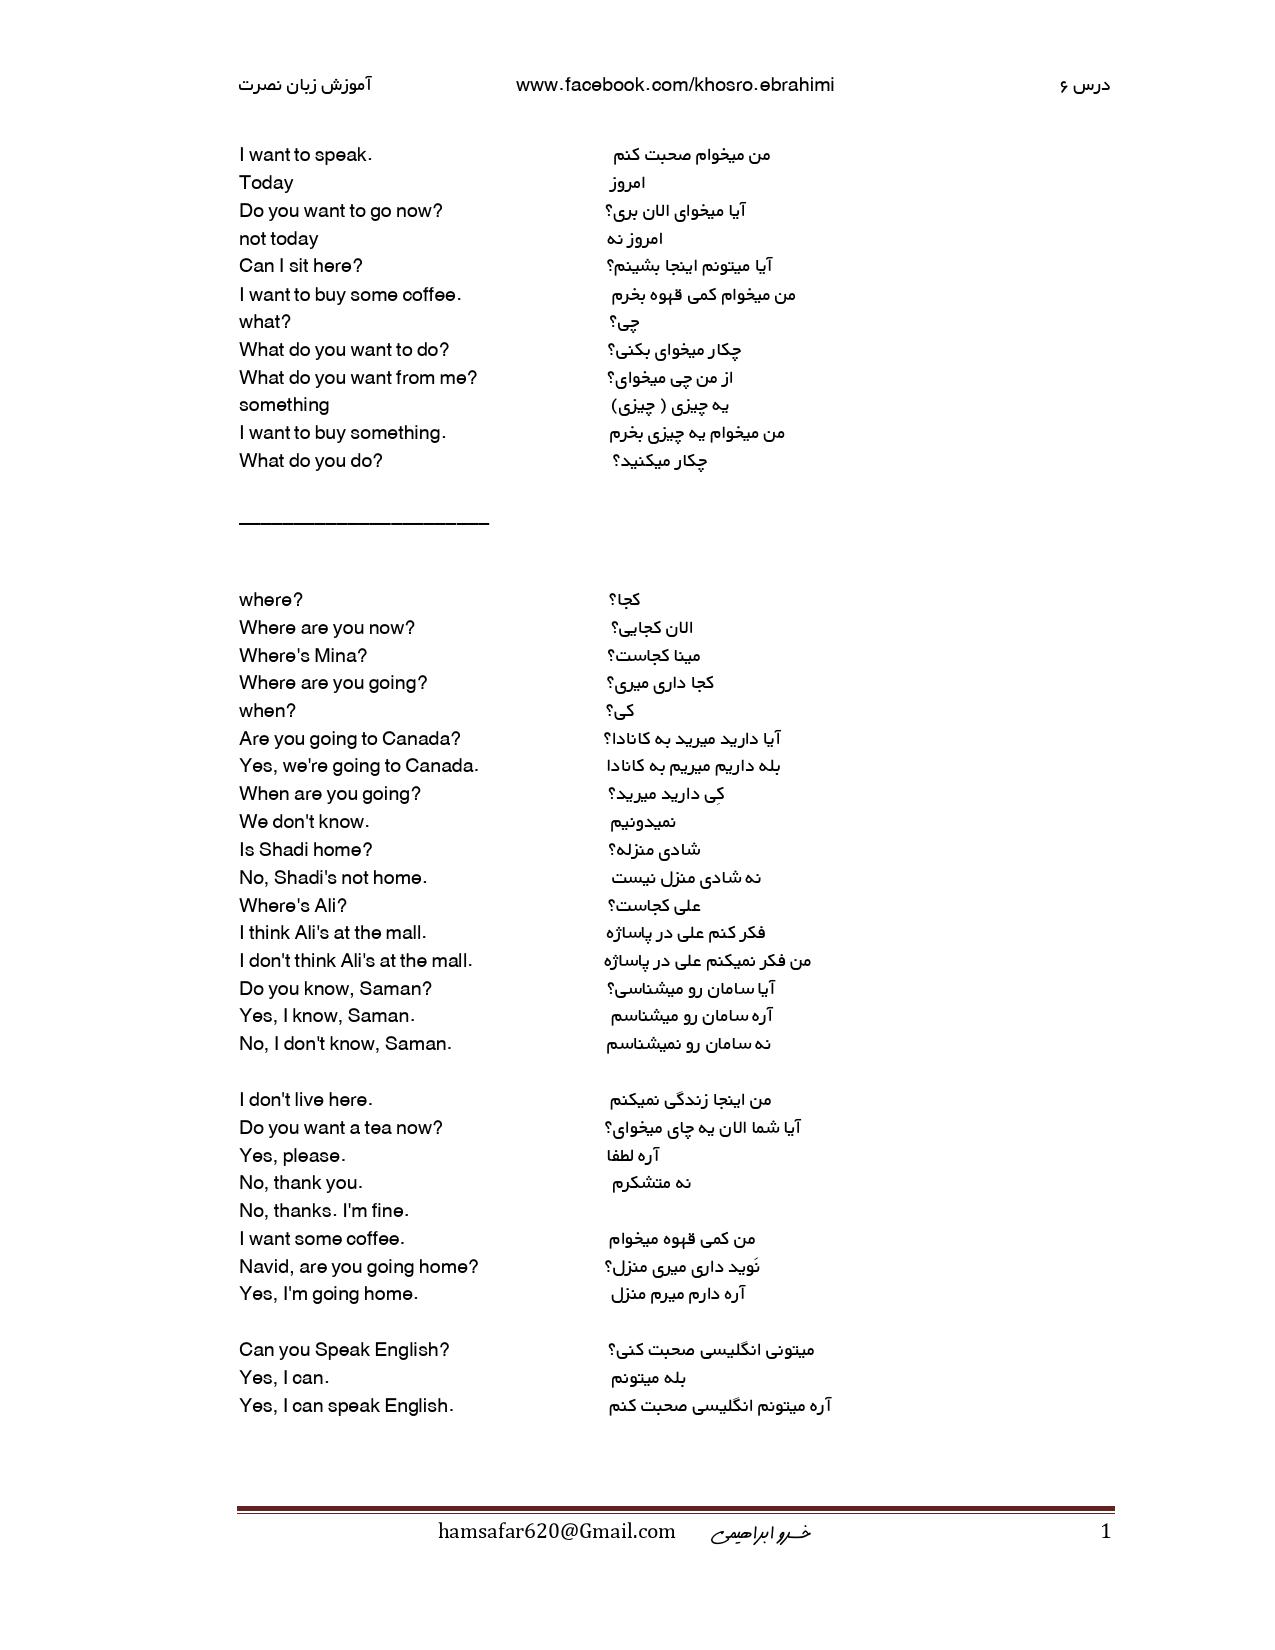 آموزش زبان نصرت www.facebook.com/khosro.ebrahimi درس ۶
I want to speak. من میخوام صحبت کنم
Today امروز
Do you want to go now? آیا میخوای الان بری؟
not today امروز نه
Can I sit here? آیا میتونم اینجا بشینم؟
I want to buy some coffee. من میخوام کمی قهوه بخرم
what? چی؟
What do you want to do? چکار میخوای بکنی؟
What do you want from me? از من چی میخوای؟
something یه چیزی ( چیزی)
I want to buy something. من میخوام یه چیزی بخرم
What do you do? چکار میکنید؟
_______________________
where? کجا؟
Where are you now? الان کجایی؟
Where's Mina? مینا کجاست؟
Where are you going? کجا داری میری؟
when? کی؟
Are you going to Canada? آیا دارید میرید به کانادا؟
Yes, we're going to Canada. بله داریم میریم به کانادا
When are you going? کِی دارید میرید؟
We don't know. نمیدونیم
Is Shadi home? شادی منزله؟
No, Shadi's not home. نه شادی منزل نیست
Where's Ali? علی کجاست؟
I think Ali's at the mall. فکر کنم علی در پاساژه
I don't think Ali's at the mall. من فکر نمیکنم علی در پاساژه
Do you know, Saman? آیا سامان رو میشناسی؟
Yes, I know, Saman. آره سامان رو میشناسم
No, I don't know, Saman. نه سامان رو نمیشناسم
I don't live here. من اینجا زندگی نمیکنم
Do you want a tea now? آیا شما الان یه چای میخوای؟
Yes, please. آره لطفا
No, thank you. نه متشکرم
No, thanks. I'm fine.
I want some coffee. من کمی قهوه میخوام
Navid, are you going home? نَوید داری میری منزل؟
Yes, I'm going home. آره دارم میرم منزل
Can you Speak English? میتونی انگلیسی صحبت کنی؟
Yes, I can. بله میتونم
Yes, I can speak English. آره میتونم انگلیسی صحبت کنم
hamsafar620@Gmail.com خسرو ابراهیمی 1